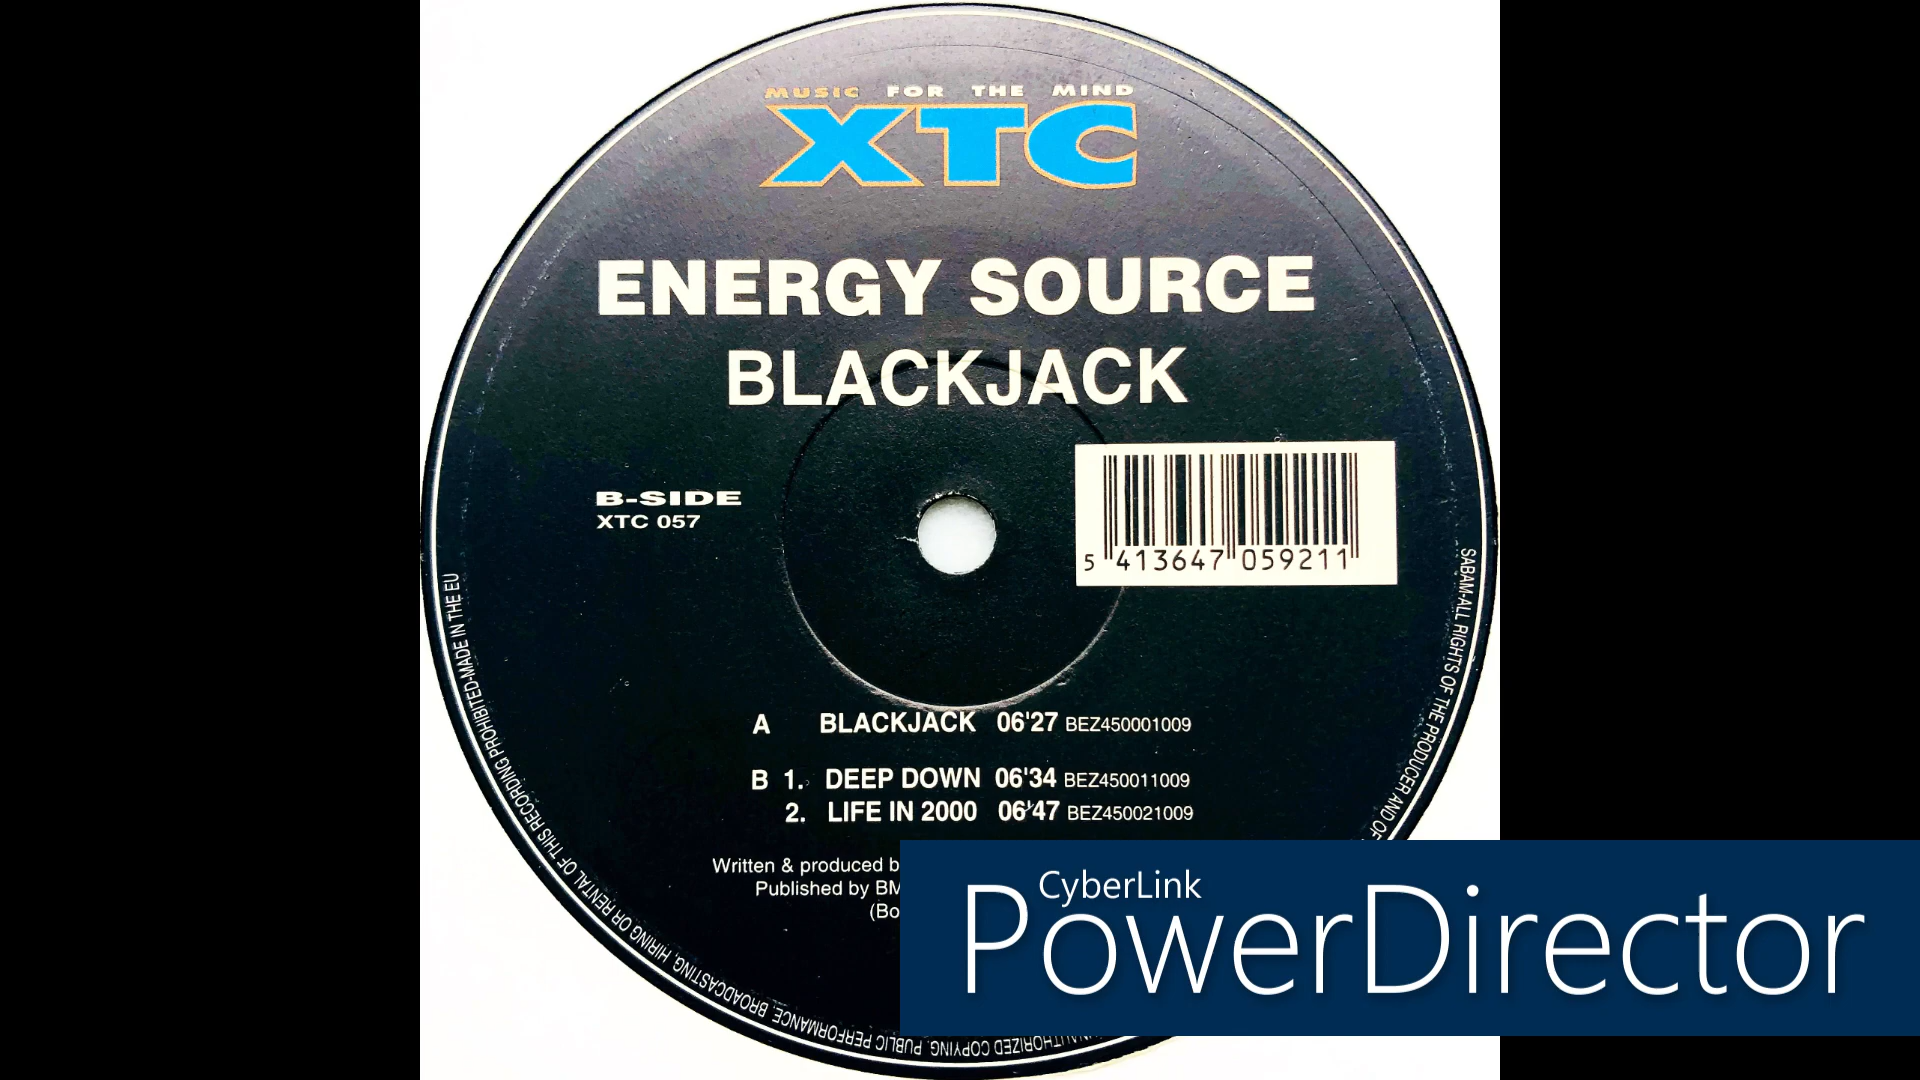 MUSIC FOR THE MIND
XTC
ENERGY SOURCE
BLACKJACK
B-SIDE
XTC 057
5 413647 059211
A BLACKJACK 06'27 BEZ450001009
B 1. DEEP DOWN 06'34 BEZ450011009
2. LIFE IN 2000 06'47 BEZ450021009
Written & produced b
Published by BM
(Bo
SABAM-ALL RIGHTS OF THE PRODUCER AND OF
UNAUTHORIZED COPYING, PUBLIC PERFORMANCE, BROADCASTING, HIRING OR RENTAL OF THIS RECORDING PROHIBITED-MADE IN THE EU
CyberLink
PowerDirector